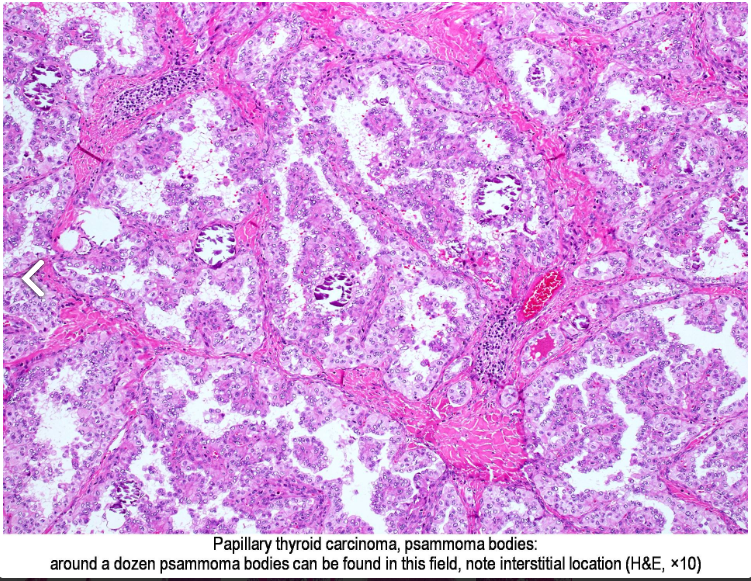 Papillary thyroid carcinoma, psammoma bodies:
around a dozen psammoma bodies can be found in this field, note interstitial location (H&E, ×10)